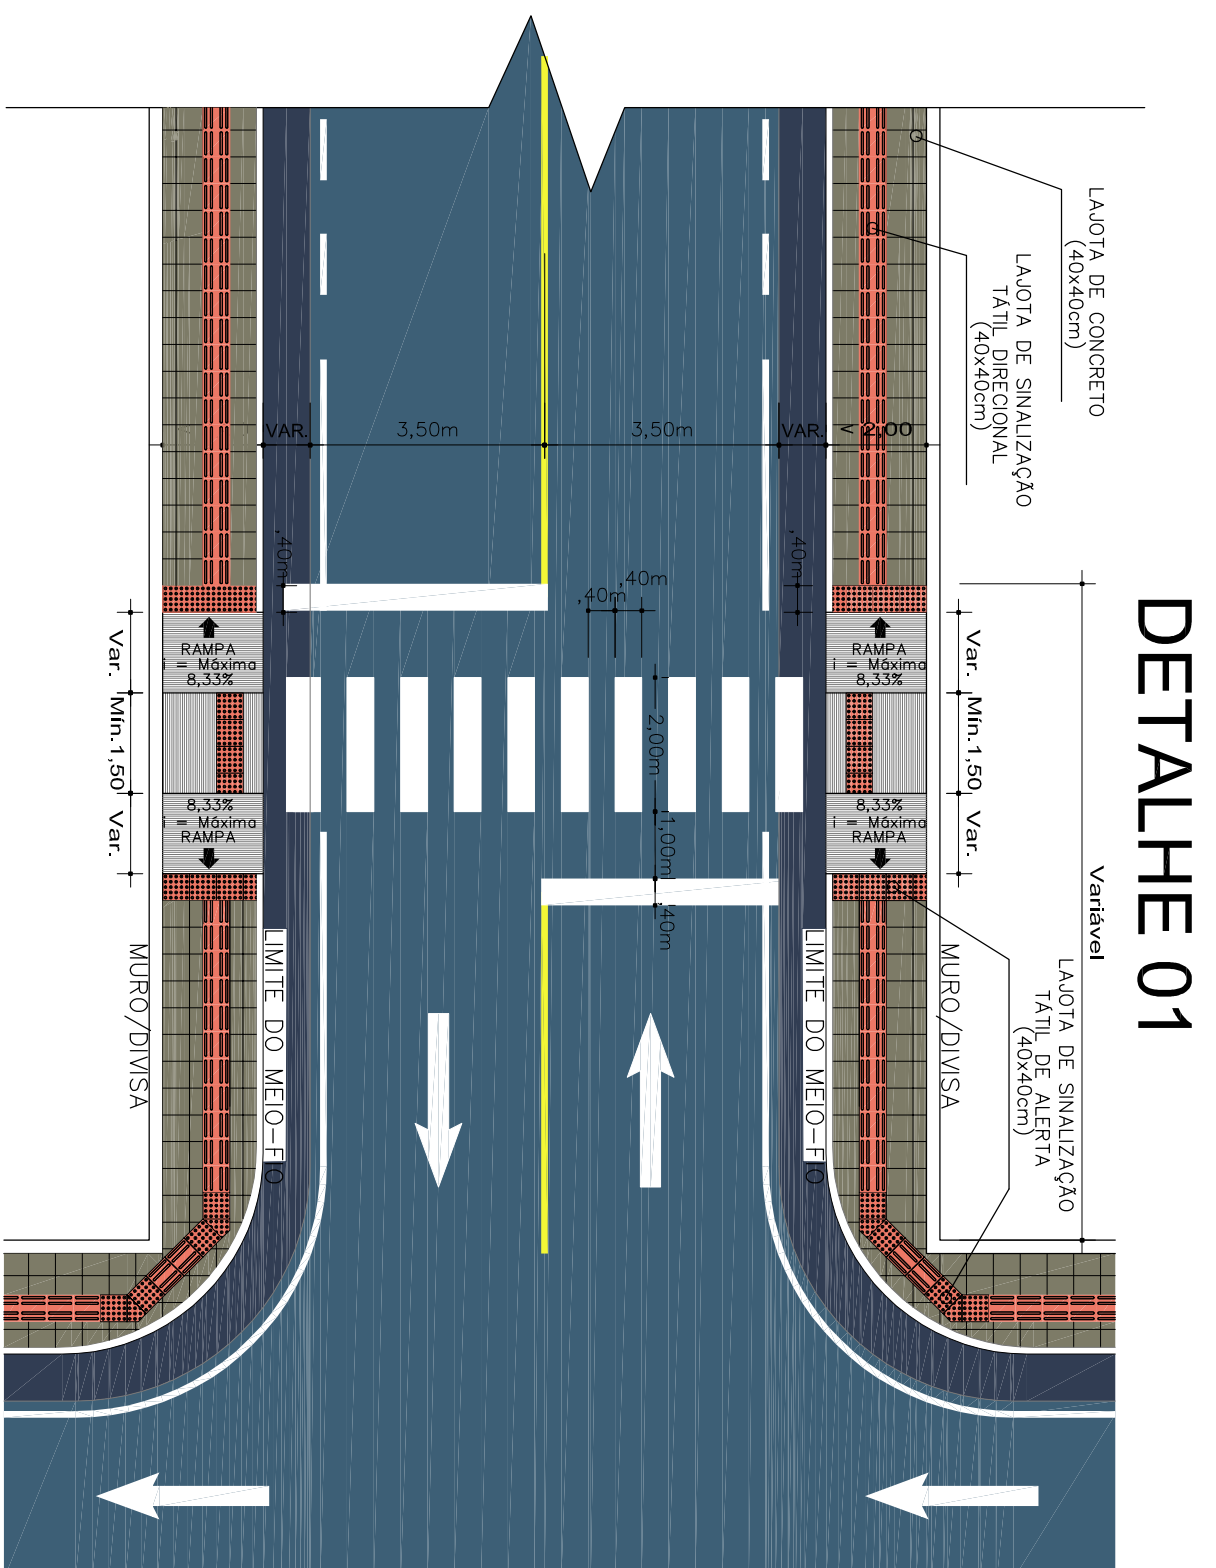 DETALHE 01
LAJOTA DE CONCRETO
(40x40cm)
LAJOTA DE SINALIZAÇÃO
TÁTIL DIRECIONAL
(40x40cm)
VAR.
3,50m
3,50m
VAR.
< 2,00
,40m
,40m
,40m
,40m
Var.
RAMPA
i = Máxima
8,33%
RAMPA
i = Máxima
8,33%
Var.
Mín.1,50
2,00m
Mín.1,50
Var.
8,33%
i = Máxima
RAMPA
1,00m
8,33%
i = Máxima
RAMPA
Var.
,40m
Variável
LAJOTA DE SINALIZAÇÃO
TÁTIL DE ALERTA
(40x40cm)
MURO/DIVISA
LIMITE DO MEIO-FIO
LIMITE DO MEIO-FIO
MURO/DIVISA